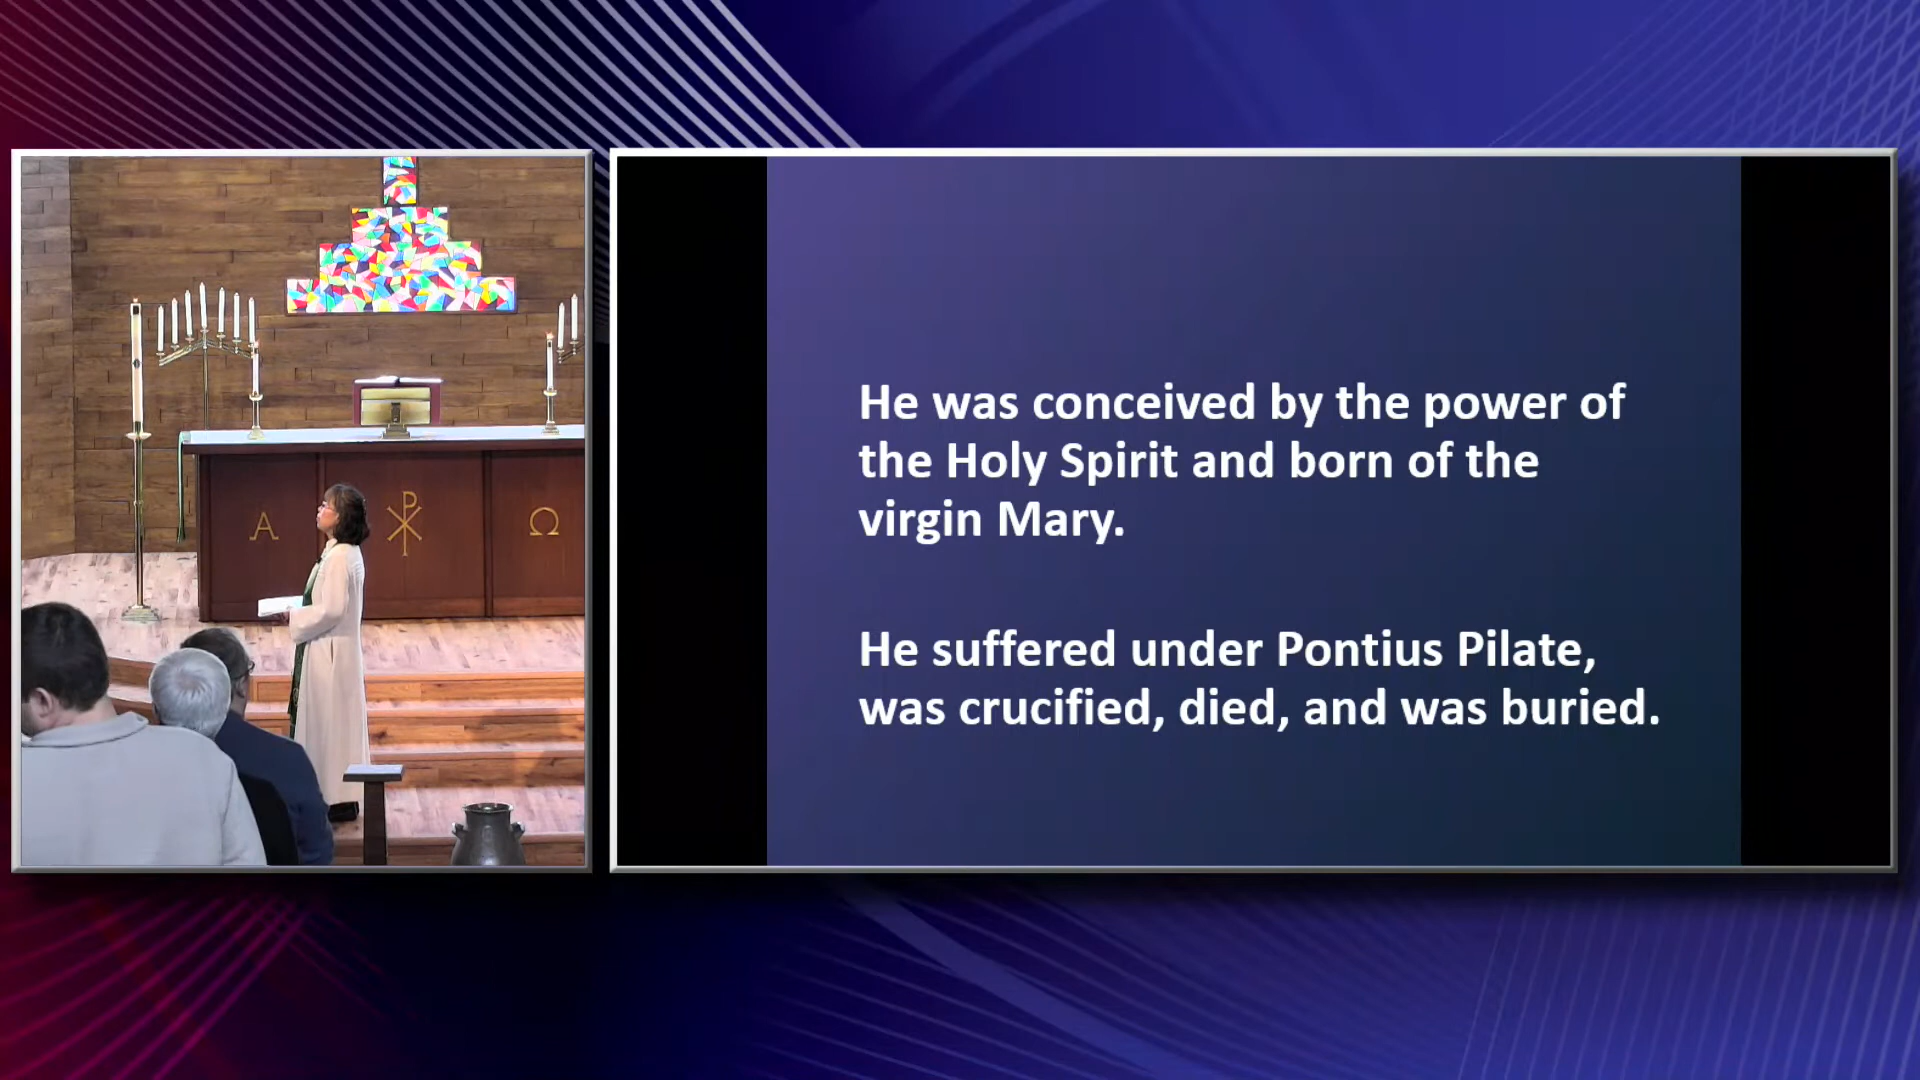 A
Ω
He was conceived by the power of
the Holy Spirit and born of the
virgin Mary.
He suffered under Pontius Pilate,
was crucified, died, and was buried.